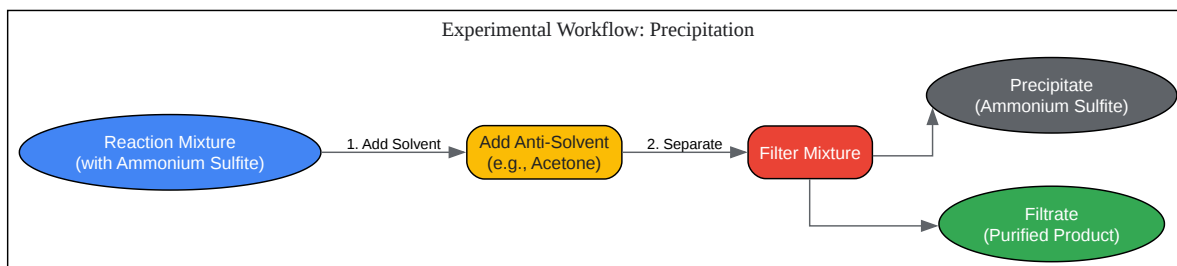 Experimental Workflow: Precipitation
Reaction Mixture
(with Ammonium Sulfite)
1. Add Solvent
Add Anti-Solvent
(e.g., Acetone)
2. Separate
Filter Mixture
Precipitate
(Ammonium Sulfite)
Filtrate
(Purified Product)